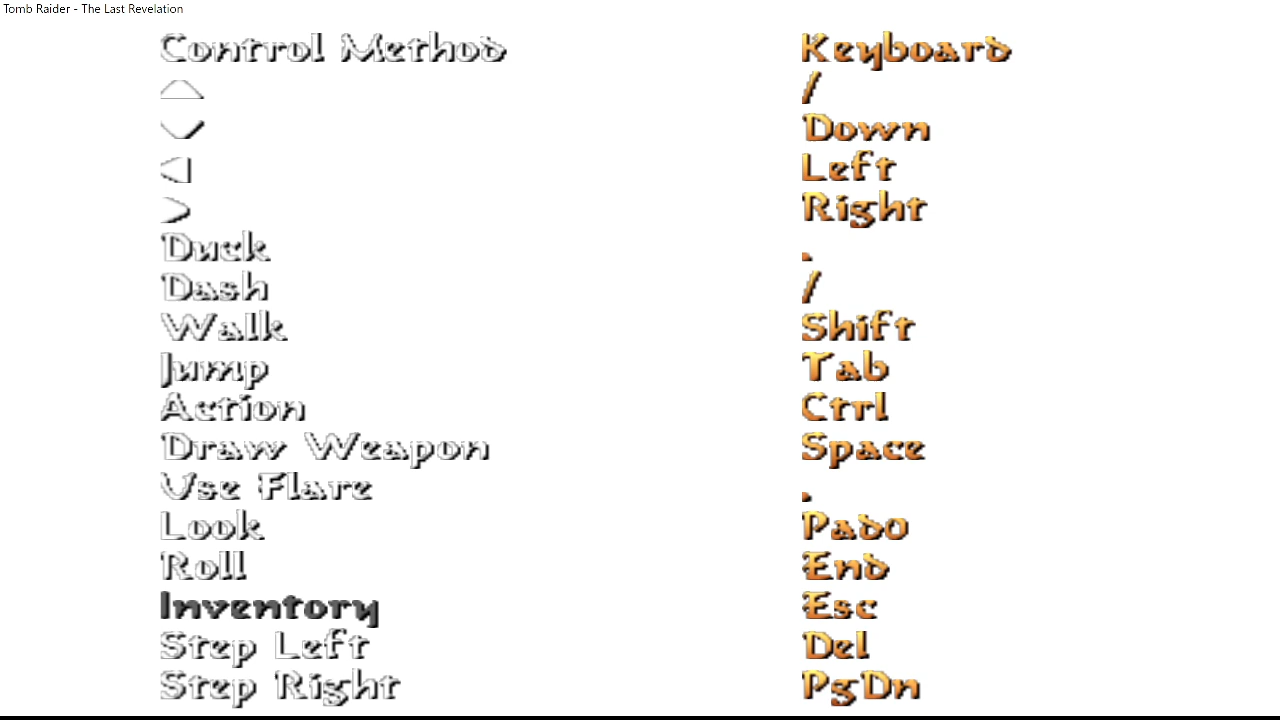 Tomb Raider - The Last Revelation
Control Method Keyboard
/
Down
Left
Right
Duck .
Dash /
Walk Shift
Jump Tab
Action Ctrl
Draw Weapon Space
Use Flare .
Look Pad0
Roll End
Inventory Esc
Step Left Del
Step Right PgDn